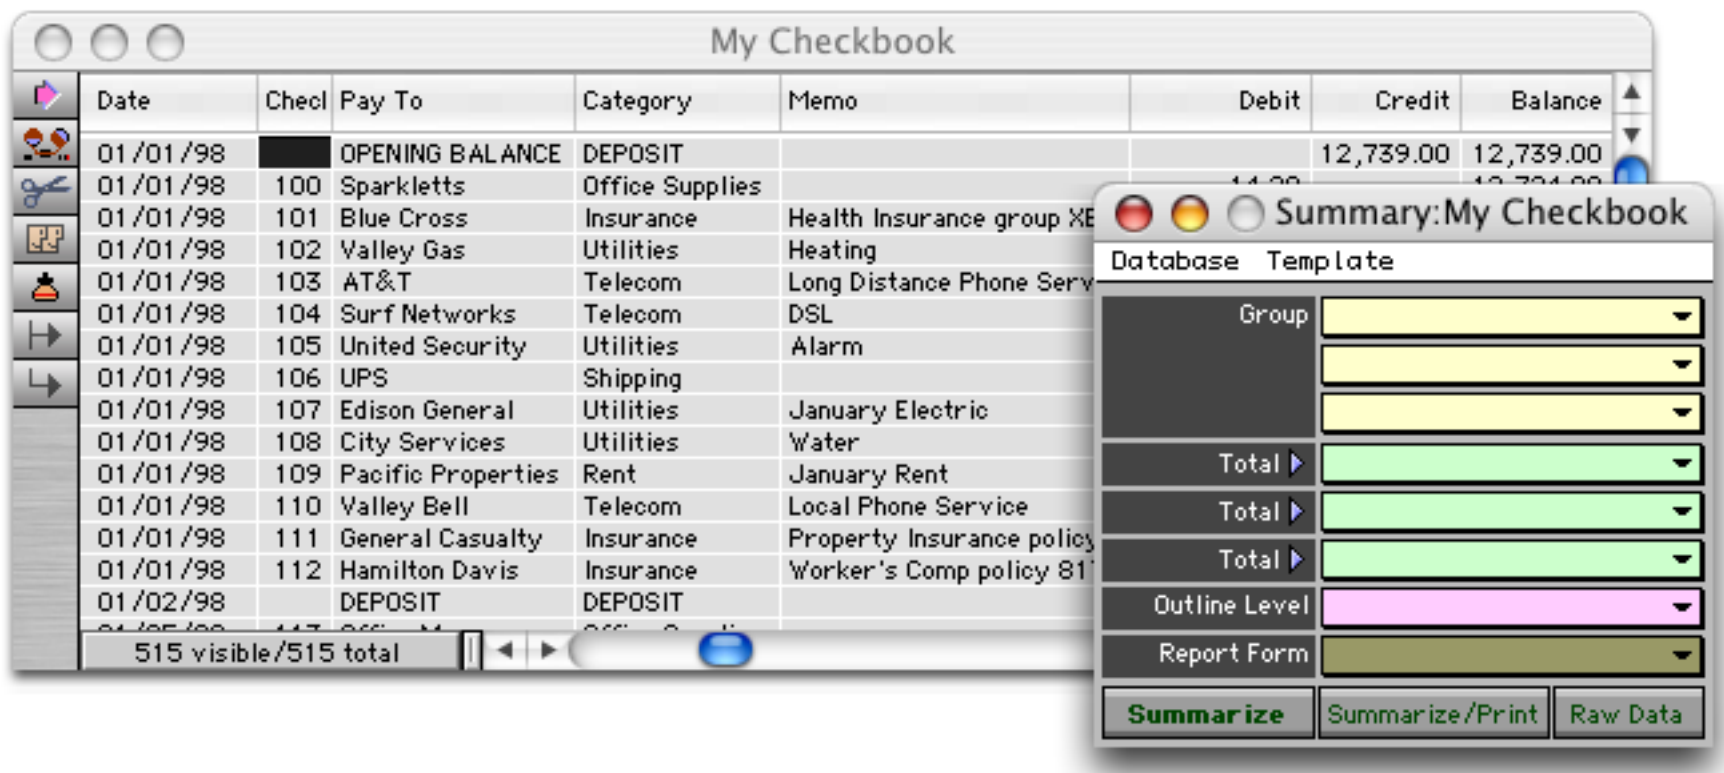 My Checkbook
Date Checl Pay To Category Memo Debit Credit Balance
01/01/98 OPENING BALANCE DEPOSIT 12,739.00 12,739.00
01/01/98 100 Sparkletts Office Supplies
01/01/98 101 Blue Cross Insurance Health Insurance group XE
01/01/98 102 Valley Gas Utilities Heating
01/01/98 103 AT&T Telecom Long Distance Phone Serv
01/01/98 104 Surf Networks Telecom DSL
01/01/98 105 United Security Utilities Alarm
01/01/98 106 UPS Shipping
01/01/98 107 Edison General Utilities January Electric
01/01/98 108 City Services Utilities Water
01/01/98 109 Pacific Properties Rent January Rent
01/01/98 110 Valley Bell Telecom Local Phone Service
01/01/98 111 General Casualty Insurance Property Insurance policy
01/01/98 112 Hamilton Davis Insurance Worker's Comp policy 817
01/02/98 DEPOSIT DEPOSIT
515 visible/515 total
Summary:My Checkbook
Database Template
Group
Total
Total
Total
Outline Level
Report Form
Summarize Summarize/Print Raw Data